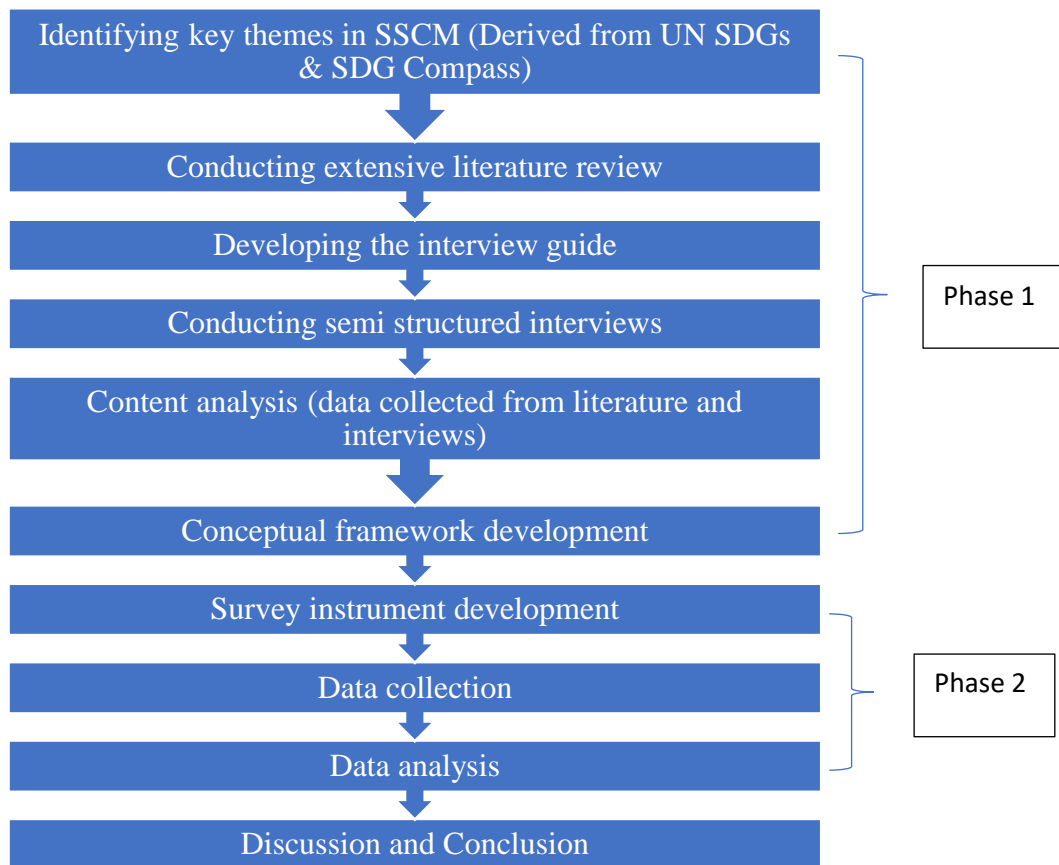 Identifying key themes in SSCM (Derived from UN SDGs
& SDG Compass)
Conducting extensive literature review
Developing the interview guide
Conducting semi structured interviews
Content analysis (data collected from literature and
interviews)
Conceptual framework development
Survey instrument development
Data collection
Data analysis
Discussion and Conclusion
Phase 1
Phase 2